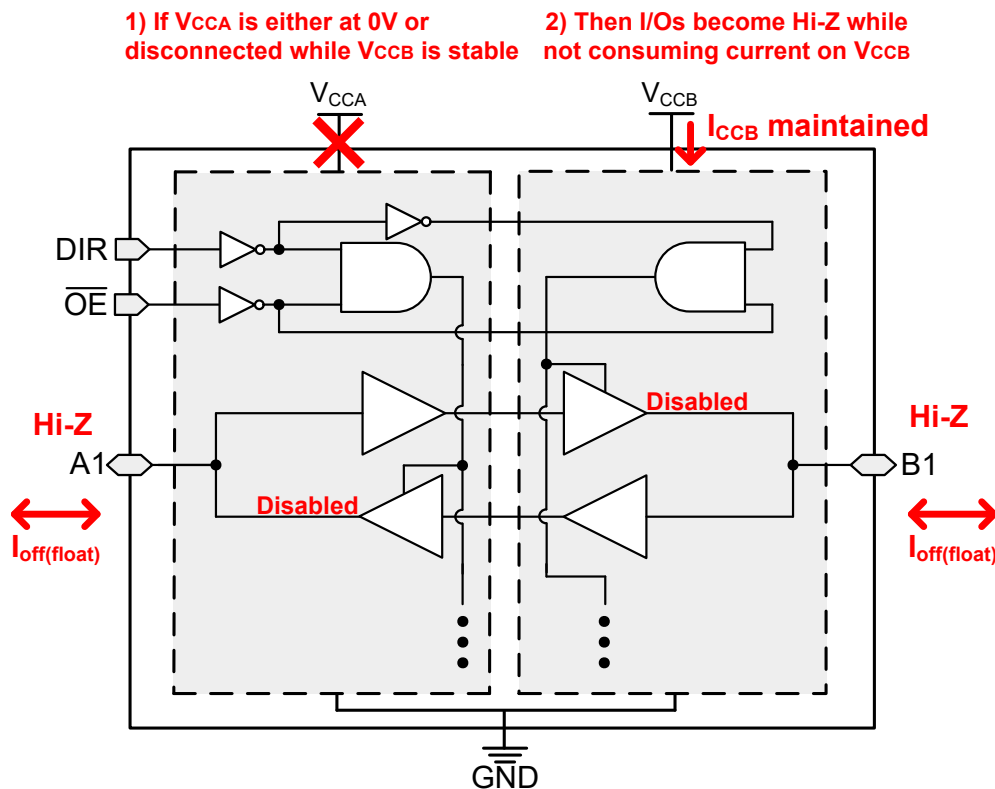 1) If VCCA is either at 0V or
disconnected while VCCB is stable
2) Then I/Os become Hi-Z while
not consuming current on VCCB
VCCA
VCCB
ICCB maintained
DIR
OE
Disabled
Hi-Z
Hi-Z
A1
B1
Disabled
Ioff(float)
Ioff(float)
GND